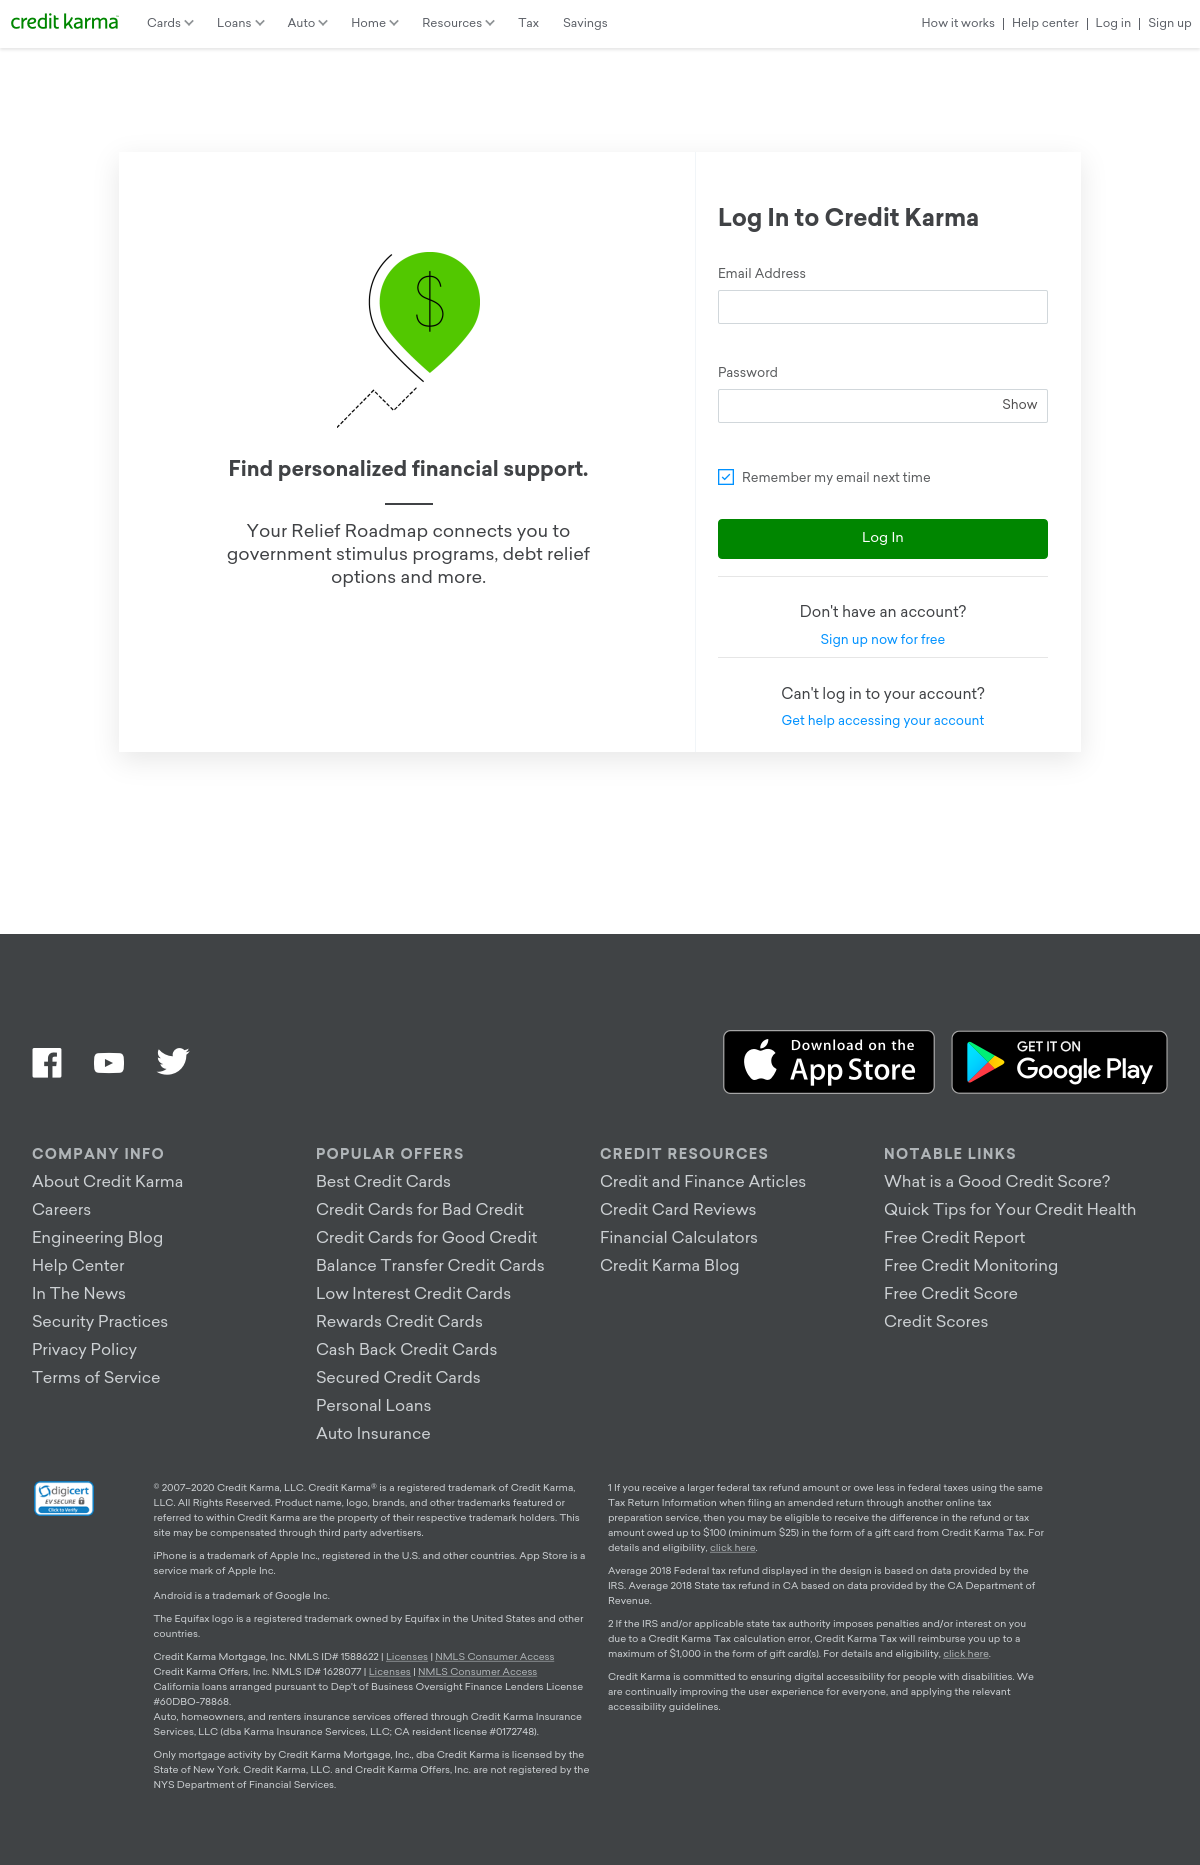 credit karma
Cards
Loans
Auto
Home
Resources
Tax
Savings
How it works | Help center | Log in | Sign up
$
Find personalized financial support.
Your Relief Roadmap connects you to
government stimulus programs, debt relief
options and more.
Log In to Credit Karma
Email Address
Password
Show
Remember my email next time
Log In
Don't have an account?
Sign up now for free
Can't log in to your account?
Get help accessing your account
Download on the
App Store
GET IT ON
Google Play
COMPANY INFO
About Credit Karma
Careers
Engineering Blog
Help Center
In The News
Security Practices
Privacy Policy
Terms of Service
POPULAR OFFERS
Best Credit Cards
Credit Cards for Bad Credit
Credit Cards for Good Credit
Balance Transfer Credit Cards
Low Interest Credit Cards
Rewards Credit Cards
Cash Back Credit Cards
Secured Credit Cards
Personal Loans
Auto Insurance
CREDIT RESOURCES
Credit and Finance Articles
Credit Card Reviews
Financial Calculators
Credit Karma Blog
NOTABLE LINKS
What is a Good Credit Score?
Quick Tips for Your Credit Health
Free Credit Report
Free Credit Monitoring
Free Credit Score
Credit Scores
digicert
EV SECURE
Click to Verify
© 2007–2020 Credit Karma, LLC. Credit Karma® is a registered trademark of Credit Karma,
LLC. All Rights Reserved. Product name, logo, brands, and other trademarks featured or
referred to within Credit Karma are the property of their respective trademark holders. This
site may be compensated through third party advertisers.
iPhone is a trademark of Apple Inc., registered in the U.S. and other countries. App Store is a
service mark of Apple Inc.
Android is a trademark of Google Inc.
The Equifax logo is a registered trademark owned by Equifax in the United States and other
countries.
Credit Karma Mortgage, Inc. NMLS ID# 1588622 | Licenses | NMLS Consumer Access
Credit Karma Offers, Inc. NMLS ID# 1628077 | Licenses | NMLS Consumer Access
California loans arranged pursuant to Dep't of Business Oversight Finance Lenders License
#60DBO-78868.
Auto, homeowners, and renters insurance services offered through Credit Karma Insurance
Services, LLC (dba Karma Insurance Services, LLC; CA resident license #0172748).
Only mortgage activity by Credit Karma Mortgage, Inc., dba Credit Karma is licensed by the
State of New York. Credit Karma, LLC. and Credit Karma Offers, Inc. are not registered by the
NYS Department of Financial Services.
1 If you receive a larger federal tax refund amount or owe less in federal taxes using the same
Tax Return Information when filing an amended return through another online tax
preparation service, then you may be eligible to receive the difference in the refund or tax
amount owed up to $100 (minimum $25) in the form of a gift card from Credit Karma Tax. For
details and eligibility, click here.
Average 2018 Federal tax refund displayed in the design is based on data provided by the
IRS. Average 2018 State tax refund in CA based on data provided by the CA Department of
Revenue.
2 If the IRS and/or applicable state tax authority imposes penalties and/or interest on you
due to a Credit Karma Tax calculation error, Credit Karma Tax will reimburse you up to a
maximum of $1,000 in the form of gift card(s). For details and eligibility, click here.
Credit Karma is committed to ensuring digital accessibility for people with disabilities. We
are continually improving the user experience for everyone, and applying the relevant
accessibility guidelines.